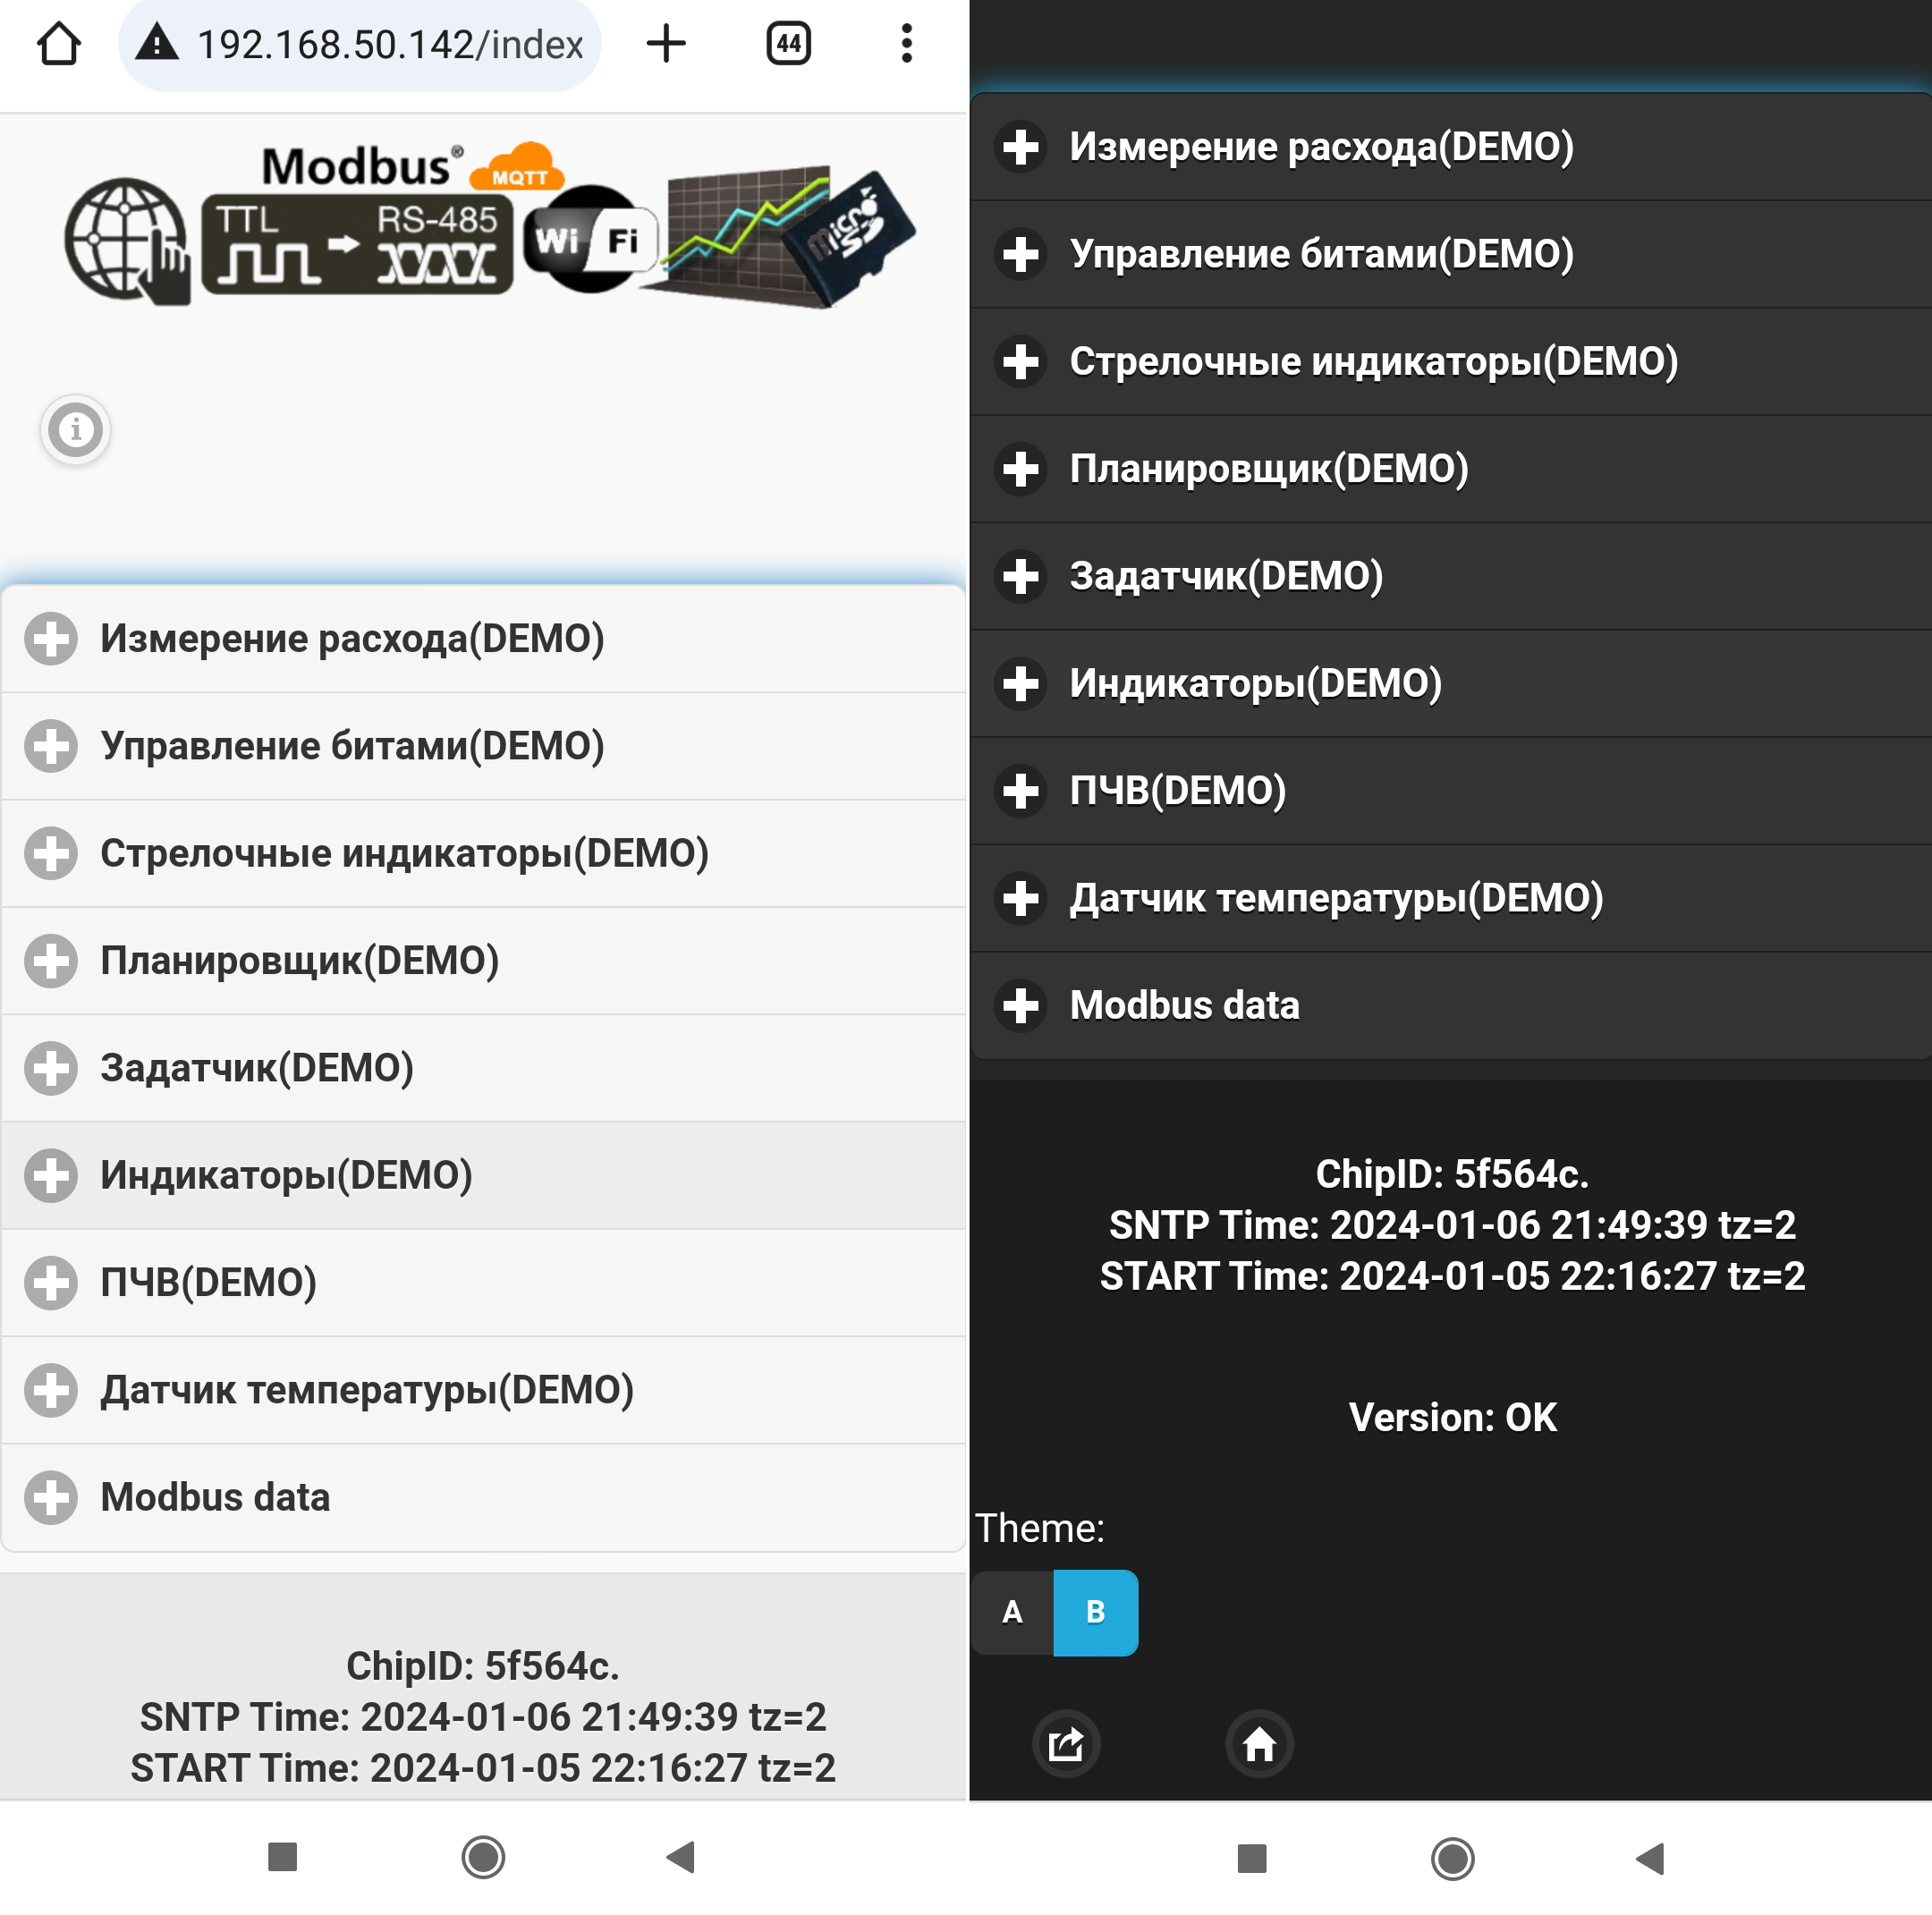 192.168.50.142/index
44
Modbus®
MQTT
TTL RS-485
Wi Fi
micro
SD
i
Измерение расхода(DEMO)
Управление битами(DEMO)
Стрелочные индикаторы(DEMO)
Планировщик(DEMO)
Задатчик(DEMO)
Индикаторы(DEMO)
ПЧВ(DEMO)
Датчик температуры(DEMO)
Modbus data
ChipID: 5f564c.
SNTP Time: 2024-01-06 21:49:39 tz=2
START Time: 2024-01-05 22:16:27 tz=2
Измерение расхода(DEMO)
Управление битами(DEMO)
Стрелочные индикаторы(DEMO)
Планировщик(DEMO)
Задатчик(DEMO)
Индикаторы(DEMO)
ПЧВ(DEMO)
Датчик температуры(DEMO)
Modbus data
ChipID: 5f564c.
SNTP Time: 2024-01-06 21:49:39 tz=2
START Time: 2024-01-05 22:16:27 tz=2
Version: OK
Theme:
A B